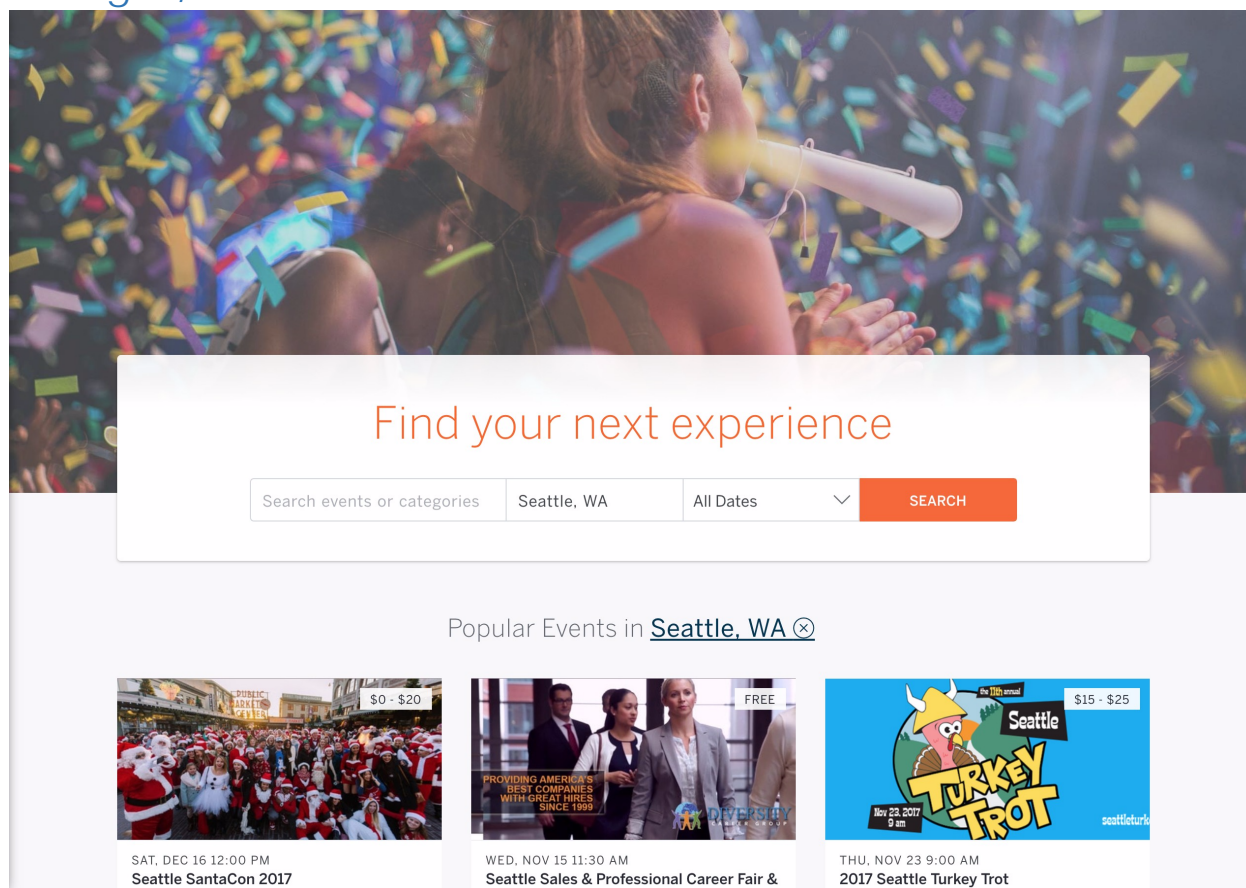 Find your next experience
Search events or categories
Seattle, WA
All Dates
SEARCH
Popular Events in Seattle, WA
PUBLIC
MARKET
CENTER
$0 - $20
SAT, DEC 16 12:00 PM
Seattle SantaCon 2017
FREE
PROVIDING AMERICA'S
BEST COMPANIES
WITH GREAT HIRES
SINCE 1999
DIVERSITY
CAREER GROUP
WED, NOV 15 11:30 AM
Seattle Sales & Professional Career Fair &
$15 - $25
the 11th annual
Seattle
TURKEY
TROT
Nov 23, 2017
9 am
seattleturk
THU, NOV 23 9:00 AM
2017 Seattle Turkey Trot